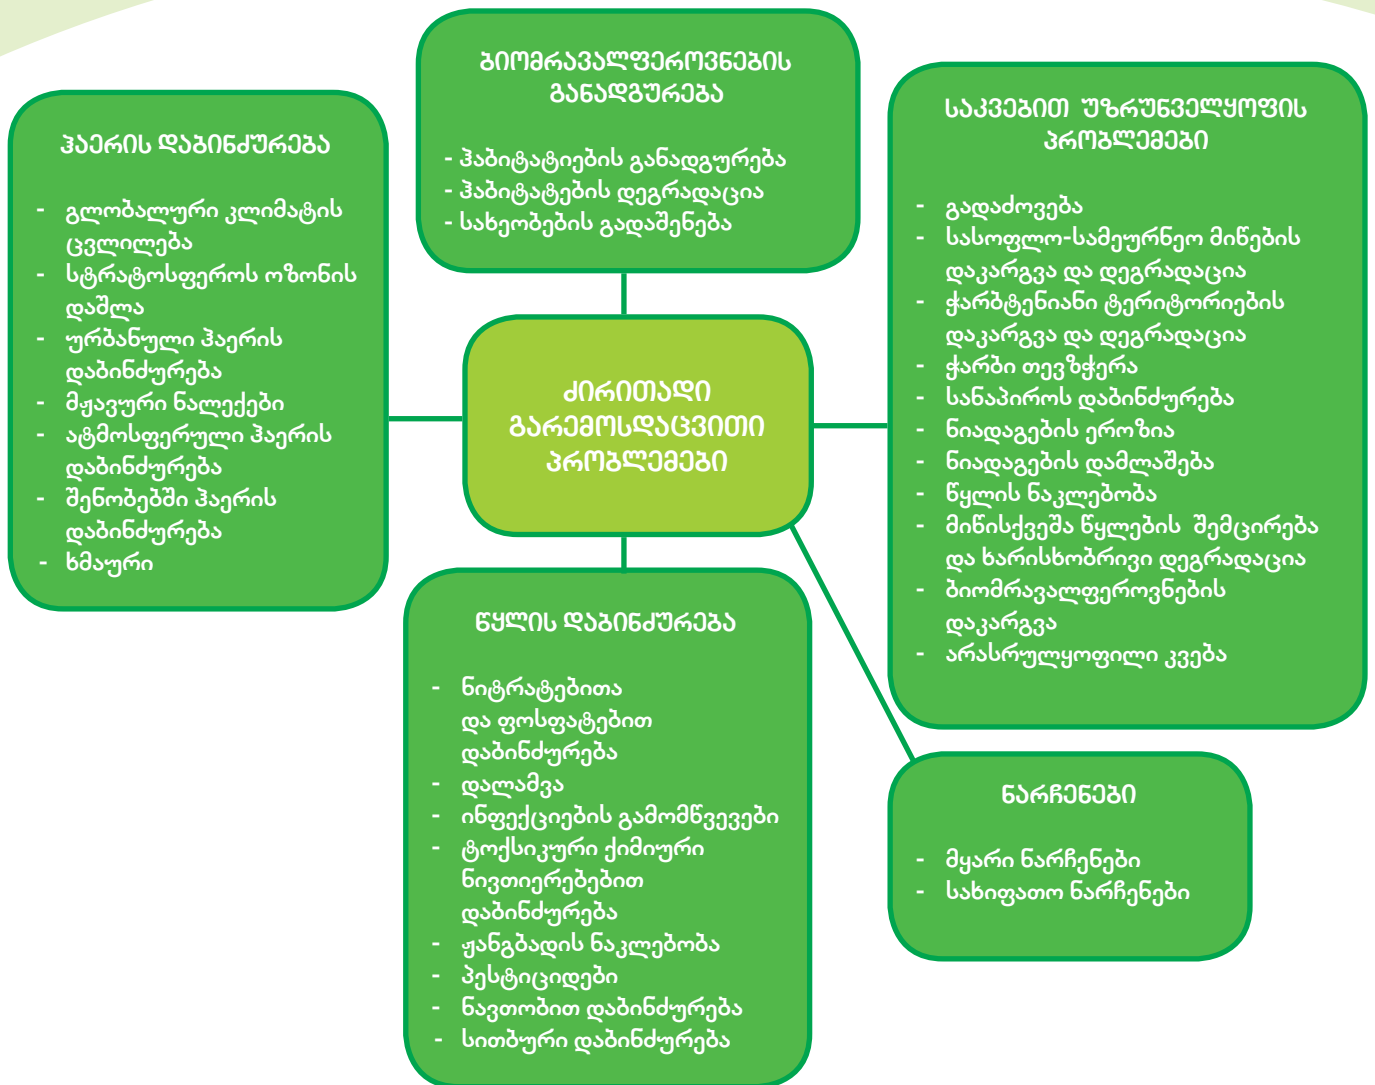 ბიომრავალფეროვნების
განადგურება
- ჰაბიტატიების განადგურება
- ჰაბიტატების დეგრადაცია
- სახეობების გადაშენება
ჰაერის დაბინძურება
- გლობალური კლიმატის
ცვლილება
- სტრატოსფეროს ოზონის
დაშლა
- ურბანული ჰაერის
დაბინძურება
- მჟავური ნალექები
- ატმოსფერული ჰაერის
დაბინძურება
- შენობებში ჰაერის
დაბინძურება
- ხმაური
ძირითადი
გარემოსდაცვითი
პრობლემები
საკვებით უზრუნველყოფის
პრობლემები
- გადაძოვება
- სასოფლო-სამეურნეო მიწების
დაკარგვა და დეგრადაცია
- ჭარბტენიანი ტერიტორიების
დაკარგვა და დეგრადაცია
- ჭარბი თევზჭერა
- სანაპიროს დაბინძურება
- ნიადაგების ეროზია
- ნიადაგების დამლაშება
- წყლის ნაკლებობა
- მიწისქვეშა წყლების შემცირება
და ხარისხობრივი დეგრადაცია
- ბიომრავალფეროვნების
დაკარგვა
- არასრულყოფილი კვება
წყლის დაბინძურება
- ნიტრატებითა
და ფოსფატებით
დაბინძურება
- დალამვა
- ინფექციების გამომწვევები
- ტოქსიკური ქიმიური
ნივთიერებებით
დაბინძურება
- ჟანგბადის ნაკლებობა
- პესტიციდები
- ნავთობით დაბინძურება
- სითბური დაბინძურება
ნარჩენები
- მყარი ნარჩენები
- სახიფათო ნარჩენები